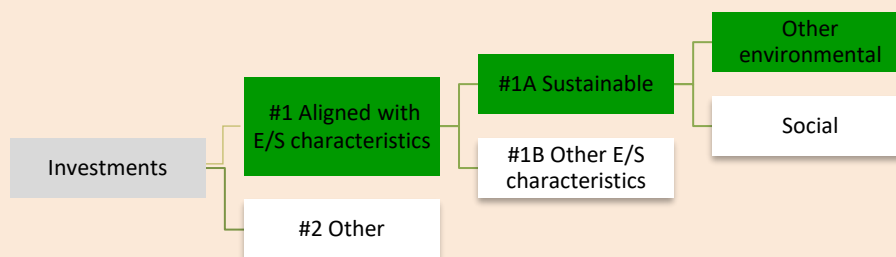 Other
environmental
#1A Sustainable
#1 Aligned with
E/S characteristics
Social
#1B Other E/S
characteristics
Investments
#2 Other